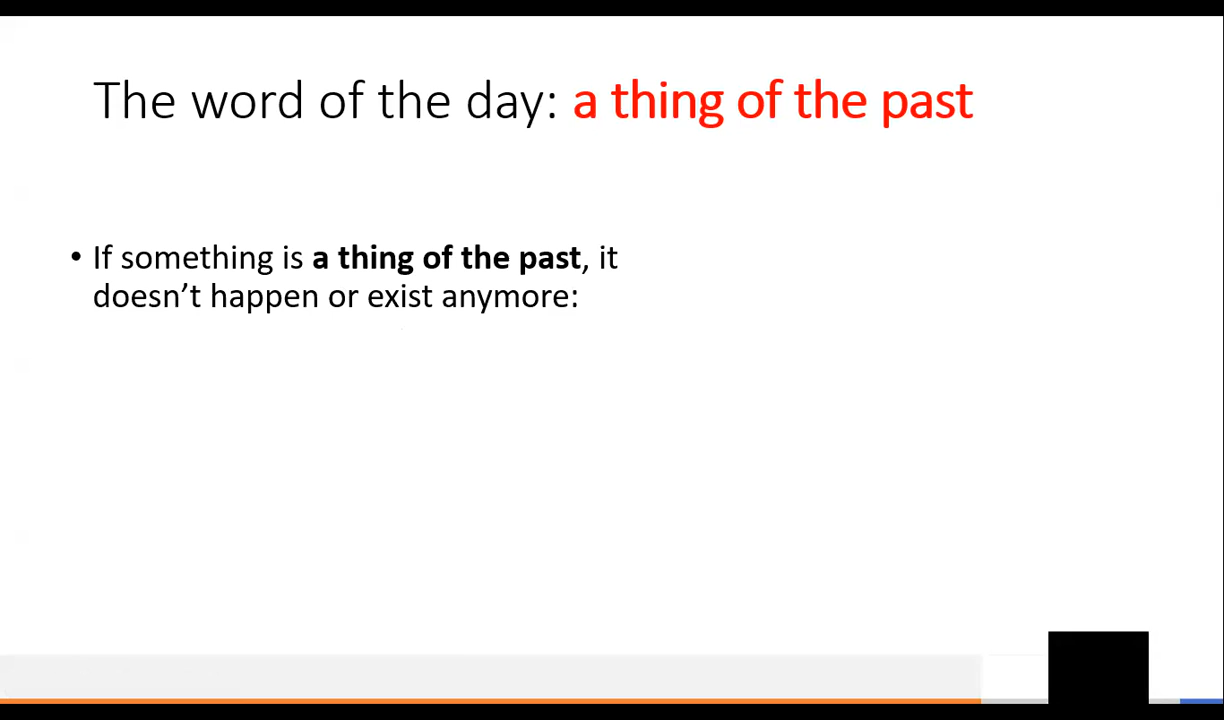 The word of the day: a thing of the past
• If something is a thing of the past, it
doesn’t happen or exist anymore: